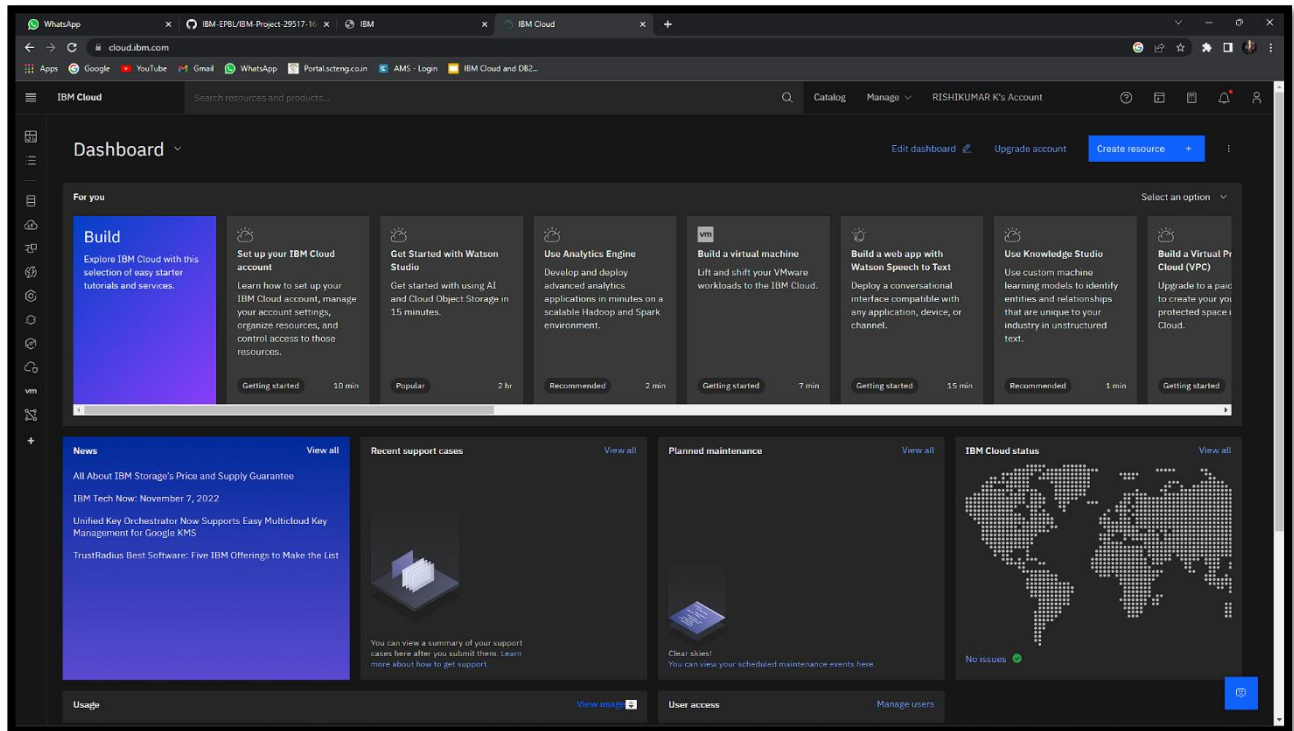 WhatsApp
IBM-EPBL/IBM-Project-29517-16
IBM
IBM Cloud
cloud.ibm.com
Apps
Google
YouTube
Gmail
WhatsApp
Portal.scteng.co.in
AMS - Login
IBM Cloud and DB2...
IBM Cloud
Search resources and products...
Catalog
Manage
RISHIKUMAR K's Account
Dashboard
Edit dashboard
Upgrade account
Create resource +
For you
Select an option
Build
Explore IBM Cloud with this
selection of easy starter
tutorials and services.
Set up your IBM Cloud
account
Learn how to set up your
IBM Cloud account, manage
your account settings,
organize resources, and
control access to those
resources.
Getting started
10 min
Get Started with Watson
Studio
Get started with using AI
and Cloud Object Storage in
15 minutes.
Popular
2 hr
Use Analytics Engine
Develop and deploy
advanced analytics
applications in minutes on a
scalable Hadoop and Spark
environment.
Recommended
2 min
vm
Build a virtual machine
Lift and shift your VMware
workloads to the IBM Cloud.
Getting started
7 min
Build a web app with
Watson Speech to Text
Deploy a conversational
interface compatible with
any application, device, or
channel.
Getting started
15 min
Use Knowledge Studio
Use custom machine
learning models to identify
entities and relationships
that are unique to your
industry in unstructured
text.
Recommended
1 min
Build a Virtual Pr
Cloud (VPC)
Upgrade to a paid
to create your you
protected space i
Cloud.
Getting started
vm
News
View all
All About IBM Storage's Price and Supply Guarantee
IBM Tech Now: November 7, 2022
Unified Key Orchestrator Now Supports Easy Multicloud Key
Management for Google KMS
TrustRadius Best Software: Five IBM Offerings to Make the List
Recent support cases
View all
You can view a summary of your support
cases here after you submit them. Learn
more about how to get support.
Planned maintenance
View all
Clear skies!
You can view your scheduled maintenance events here.
IBM Cloud status
View all
No issues
Usage
View usage
User access
Manage users